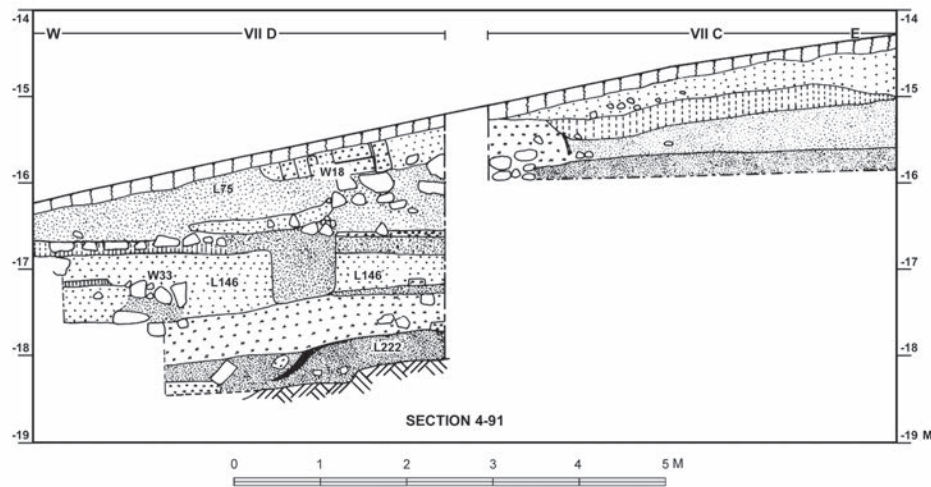 -14 -14
W VII D VII C E
-15 -15
W18
L75
-16 -16
-17 -17
W33 L146 L146
-18 L222 -18
SECTION 4-91
-19 -19 M
0 1 2 3 4 5 M